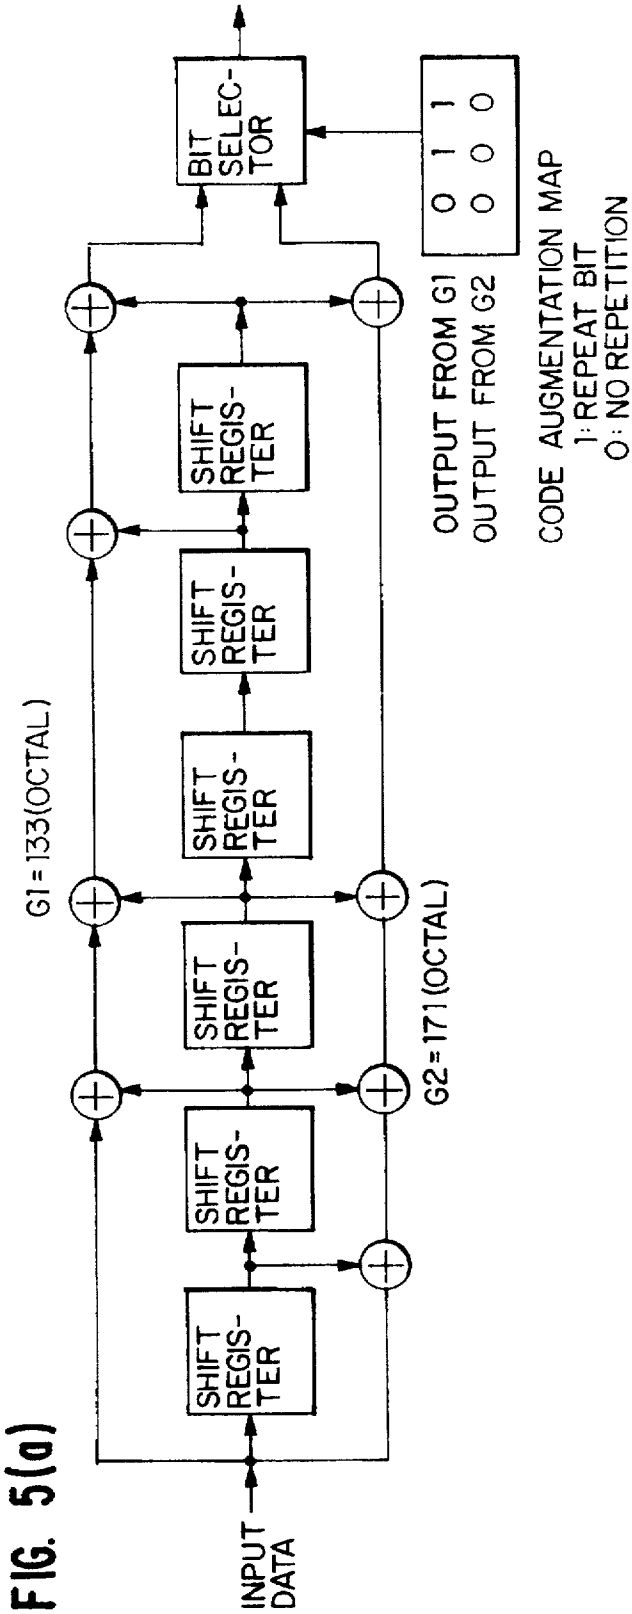 FIG. 5(a)
G1=133(OCTAL)
INPUT
DATA
SHIFT
REGIS-
TER
SHIFT
REGIS-
TER
SHIFT
REGIS-
TER
SHIFT
REGIS-
TER
SHIFT
REGIS-
TER
SHIFT
REGIS-
TER
BIT
SELEC-
TOR
G2=171(OCTAL)
OUTPUT FROM G1 0 1 1
OUTPUT FROM G2 0 0 0
CODE AUGMENTATION MAP
1: REPEAT BIT
0: NO REPETITION